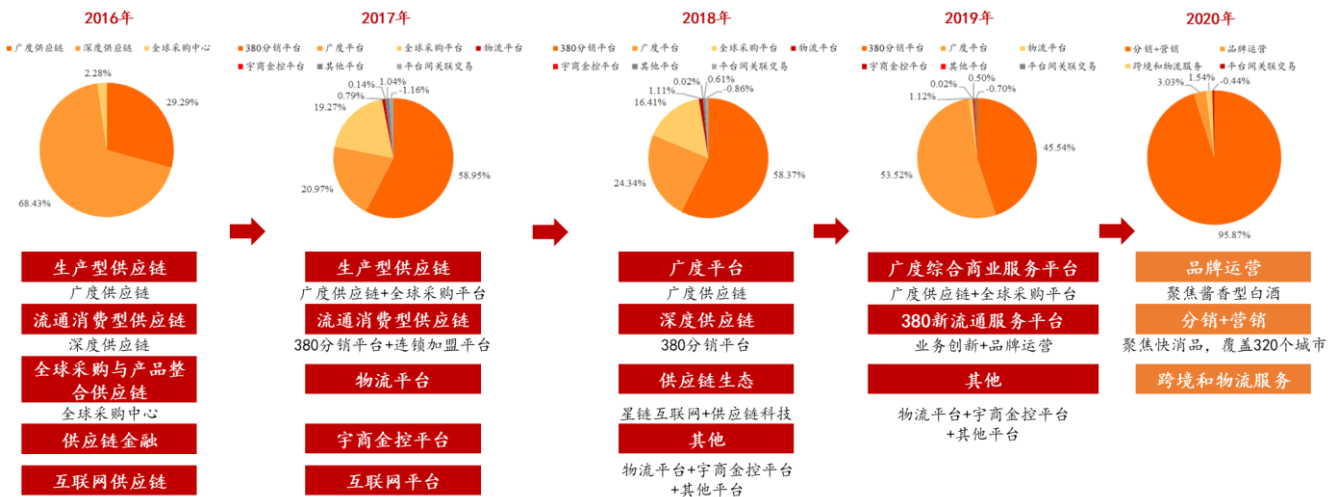 2016年
广度供应链 深度供应链 全球采购中心
2.28%
29.29%
68.43%
生产型供应链
广度供应链
流通消费型供应链
深度供应链
全球采购与产品整
合供应链
全球采购中心
供应链金融
互联网供应链
2017年
380分销平台 广度平台 全球采购平台 物流平台
宇商金控平台 其他平台 平台间关联交易
0.14% 1.04%
0.79% -1.16%
19.27%
20.97%
58.95%
生产型供应链
广度供应链+全球采购平台
流通消费型供应链
380分销平台+连锁加盟平台
物流平台
宇商金控平台
互联网平台
2018年
380分销平台 广度平台 全球采购平台 物流平台
宇商金控平台 其他平台 平台间关联交易
0.02% 0.61%
1.11% -0.86%
16.41%
24.34%
58.37%
广度平台
广度供应链
深度供应链
380分销平台
供应链生态
星链互联网+供应链科技
其他
物流平台+宇商金控平台
+其他平台
2019年
380分销平台 广度平台 物流平台
宇商金控平台 其他平台 平台间关联交易
0.02% 0.50%
1.12% -0.70%
45.54%
53.52%
广度综合商业服务平台
广度供应链+全球采购平台
380新流通服务平台
业务创新+品牌运营
其他
物流平台+宇商金控平台
+其他平台
2020年
分销+营销 品牌运营
跨境和物流服务 平台间关联交易
1.54% -0.44%
3.03%
95.87%
品牌运营
聚焦酱香型白酒
分销+营销
聚焦快消品，覆盖320个城市
跨境和物流服务